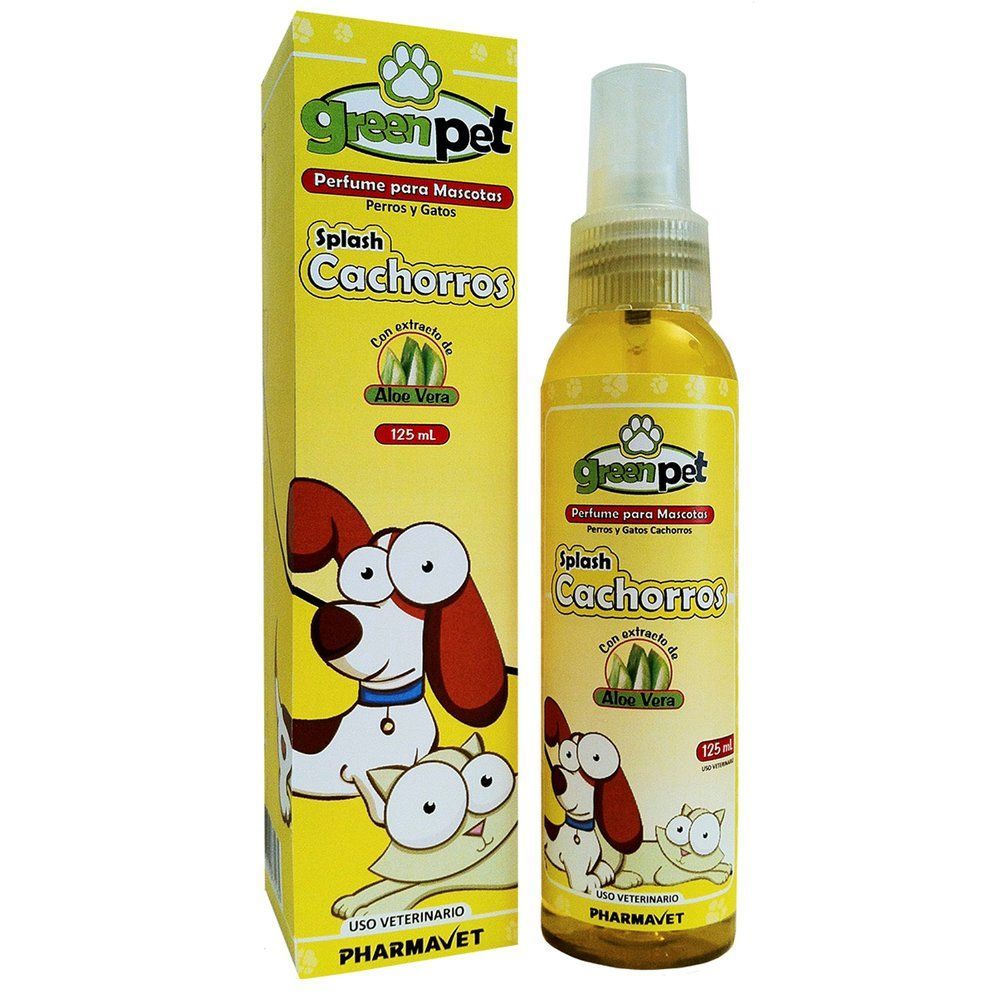 greenpet
Perfume para Mascotas
Perros y Gatos
Splash
Cachorros
Con extracto de
Aloe Vera
125 mL
USO VETERINARIO
PHARMAVET
greenpet
Perfume para Mascotas
Perros y Gatos Cachorros
Splash
Cachorros
Con extracto de
Aloe Vera
125 mL
USO VETERINARIO
USO VETERINARIO
PHARMAVET